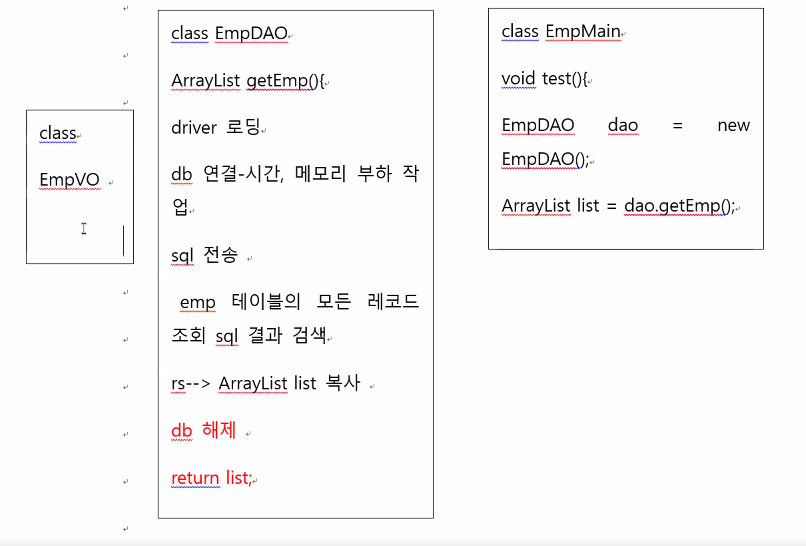 class
EmpVO
class EmpDAO
ArrayList getEmp(){
driver 로딩
db 연결-시간, 메모리 부하 작
업
sql 전송
emp 테이블의 모든 레코드
조회 sql 결과 검색
rs--> ArrayList list 복사
db 해제
return list;
class EmpMain
void test(){
EmpDAO dao = new
EmpDAO();
ArrayList list = dao.getEmp();